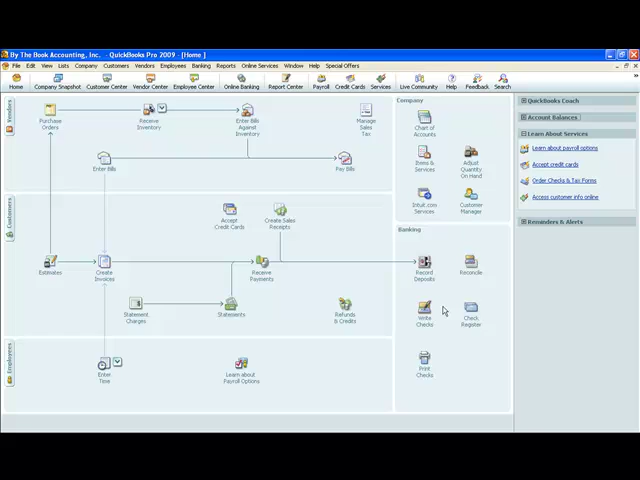 By The Book Accounting, Inc. - QuickBooks Pro 2009 - [Home ]
File Edit View Lists Company Customers Vendors Employees Banking Reports Online Services Window Help Special Offers
Home Company Snapshot Customer Center Vendor Center Employee Center Online Banking Report Center Payroll Credit Cards Services Live Community Help Feedback Search
Vendors
Purchase
Orders
Receive
Inventory
Enter Bills
Against
Inventory
Manage
Sales
Tax
Enter Bills
Pay Bills
Customers
Accept
Credit Cards
Create Sales
Receipts
Estimates
Create
Invoices
Receive
Payments
Statement
Charges
Statements
Refunds
& Credits
Employees
Enter
Time
Learn about
Payroll Options
Company
Chart of
Accounts
Items &
Services
Adjust
Quantity
On Hand
Intuit.com
Services
Customer
Manager
Banking
Record
Deposits
Reconcile
Write
Checks
Check
Register
Print
Checks
QuickBooks Coach
Account Balances
Learn About Services
Learn about payroll options
Accept credit cards
Order Checks & Tax Forms
Access customer info online
Reminders & Alerts